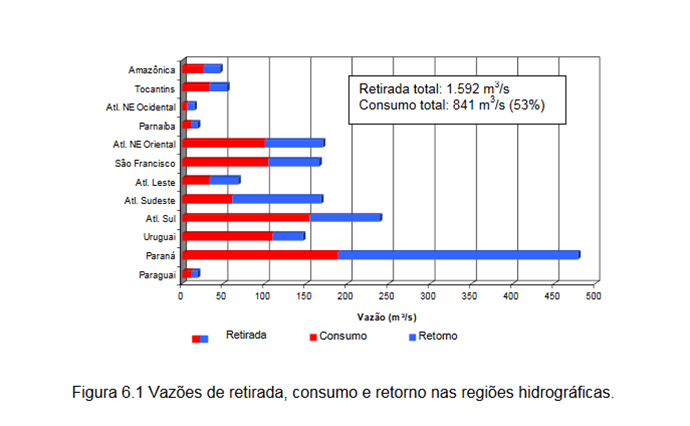 Amazônica
Tocantins
Atl. NE Ocidental
Parnaíba
Atl. NE Oriental
São Francisco
Atl. Leste
Atl. Sudeste
Atl. Sul
Uruguai
Paraná
Paraguai
Retirada total: 1.592 m³/s
Consumo total: 841 m³/s (53%)
0 50 100 150 200 250 300 350 400 450 500
Vazão (m³/s)
Retirada Consumo Retorno
Figura 6.1 Vazões de retirada, consumo e retorno nas regiões hidrográficas.